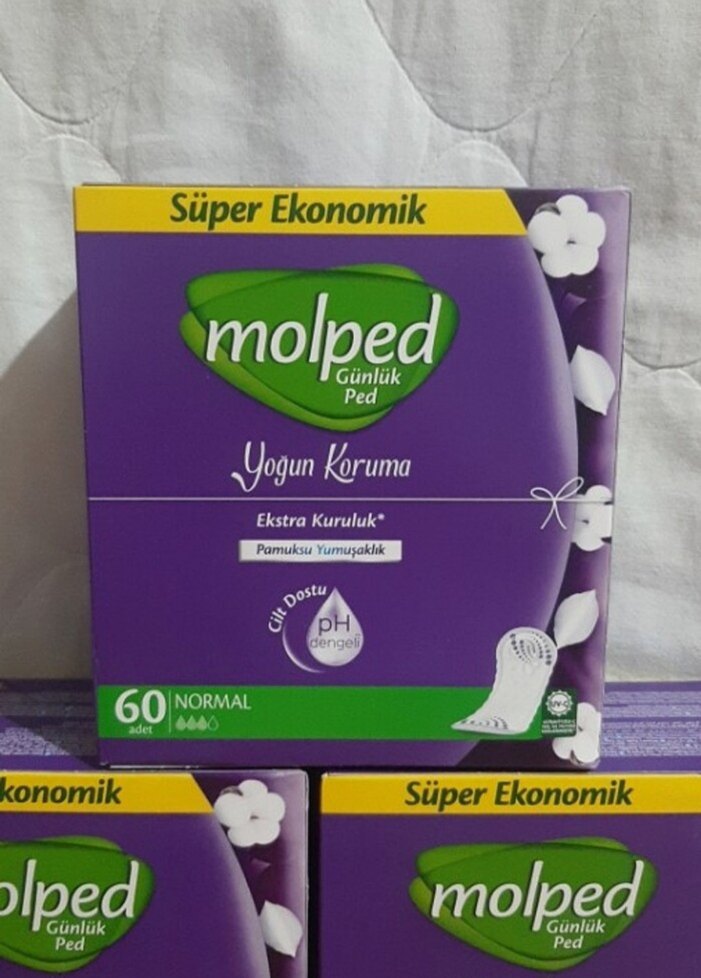 Süper Ekonomik
molped
Günlük
Ped
Yoğun Koruma
Ekstra Kuruluk*
Pamuksu Yumuşaklık
Cilt Dostu
pH
dengeli
60
adet
NORMAL
UV-C
konomik
olped
Günlük
Ped
Süper Ekonomik
molped
Günlük
Ped